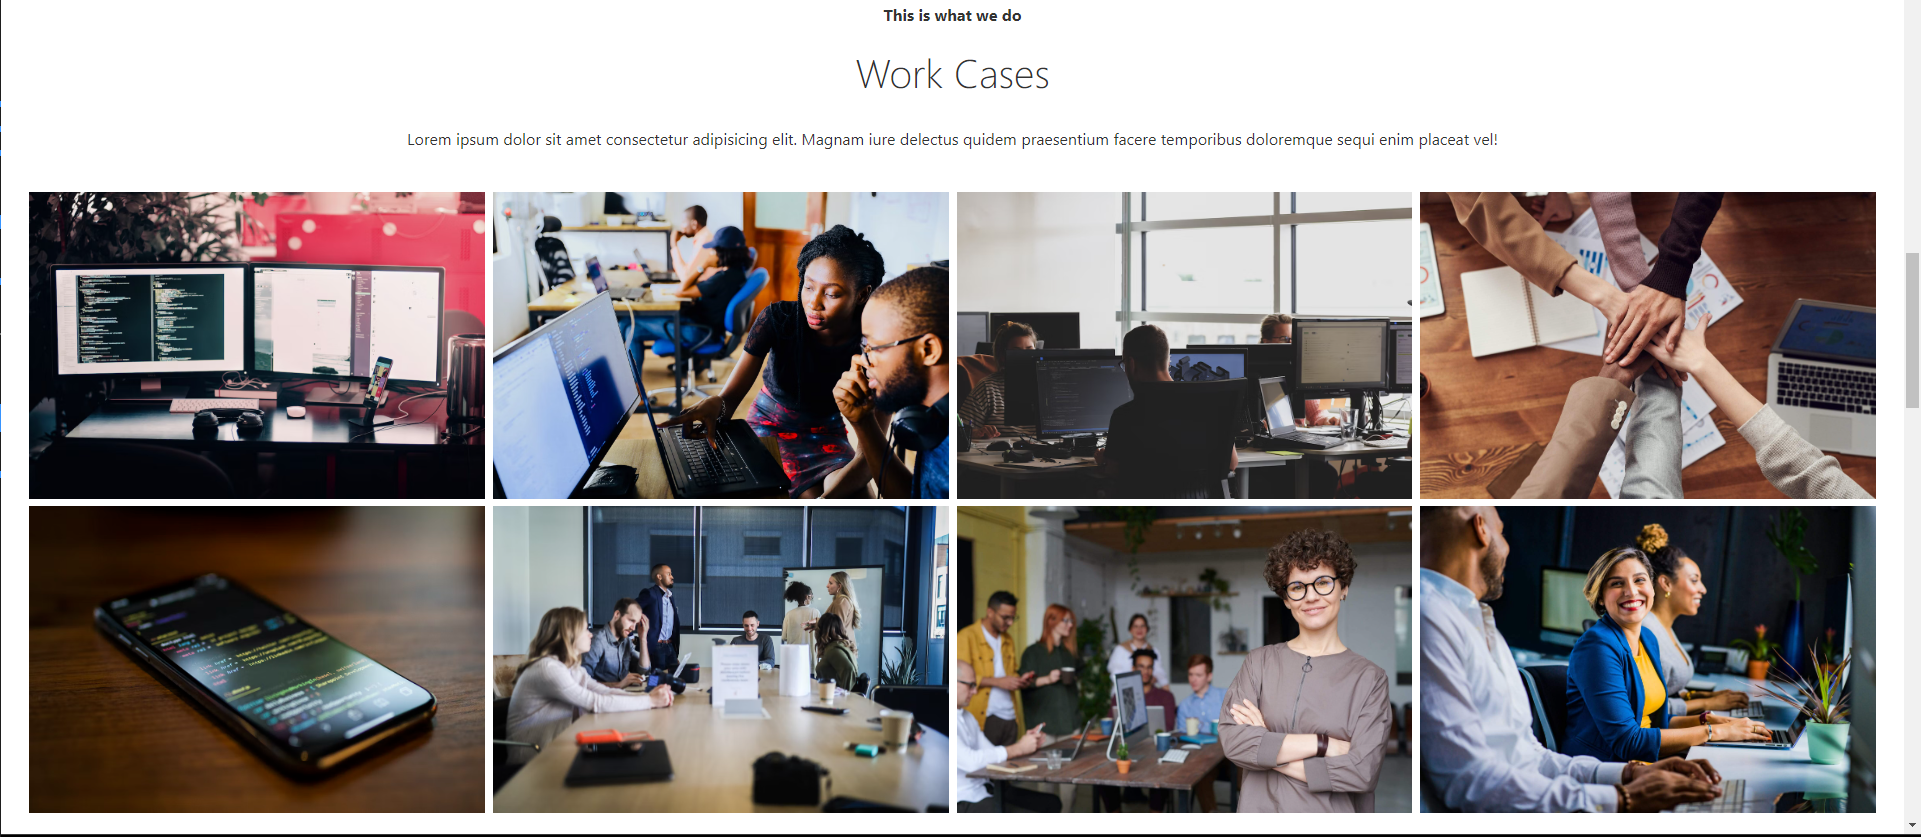 This is what we do
Work Cases
Lorem ipsum dolor sit amet consectetur adipisicing elit. Magnam iure delectus quidem praesentium facere temporibus doloremque sequi enim placeat vel!